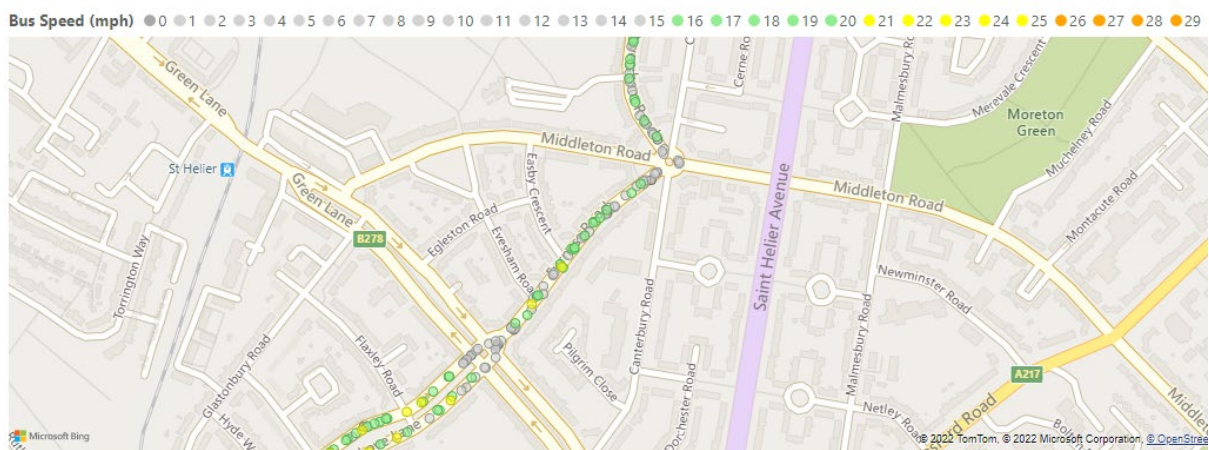 Bus Speed (mph) 0 1 2 3 4 5 6 7 8 9 10 11 12 13 14 15 16 17 18 19 20 21 22 23 24 25 26 27 28 29
Green Lane
Cerne Road
Malmesbury Road
Merevale Crescent
Moreton
Green
Muchelney Road
Middleton Road
St Helier
Easby Crescent
Middleton Road
Montacute Road
Green Lane
B278
Egleston Road
Evesham Road
Saint Helier Avenue
Torrington Way
Newminster Road
Canterbury Road
Malmesbury Road
Glastonbury Road
Flaxley Road
Pilgrim Close
A217
Dorchester Road
Netley Road
Hyde W
Microsoft Bing
© 2022 TomTom, © 2022 Microsoft Corporation, © OpenStree